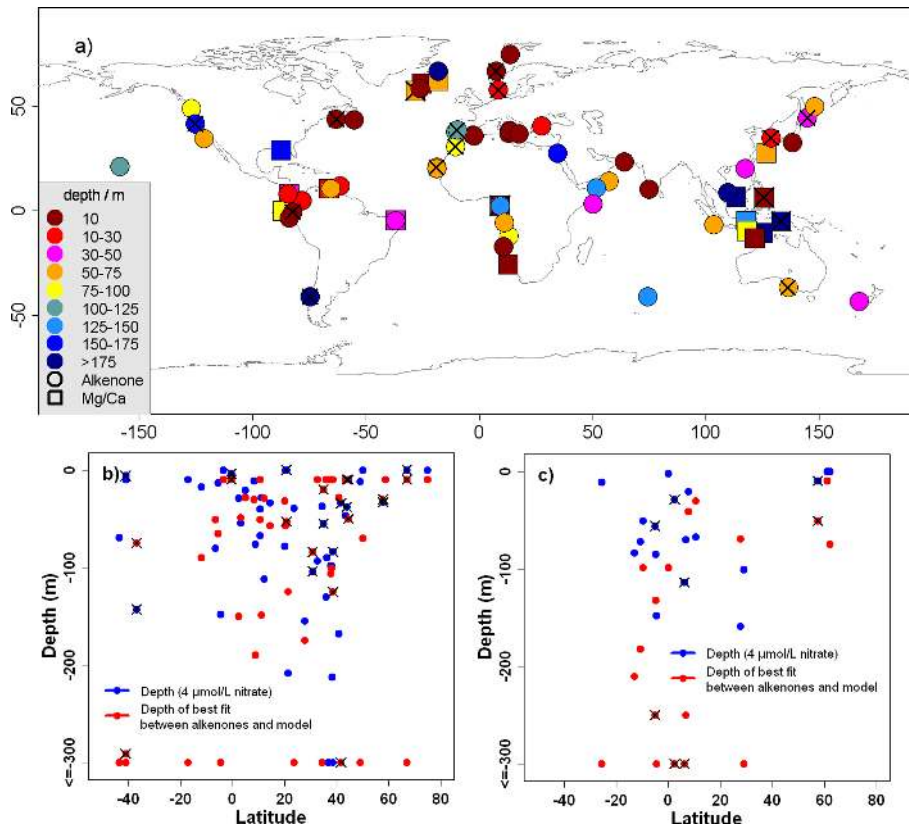 a)
50
0
-50
depth / m
10
10-30
30-50
50-75
75-100
100-125
125-150
150-175
>175
Alkenone
Mg/Ca
-150 -100 -50 0 50 100 150
b)
Depth (m)
0
-100
-200
<=-300
Depth (4 µmol/L nitrate)
Depth of best fit
between alkenones and model
-40 -20 0 20 40 60 80
Latitude
c)
Depth (m)
0
-100
-200
<=-300
Depth (4 µmol/L nitrate)
Depth of best fit
between alkenones and model
-40 -20 0 20 40 60 80
Latitude